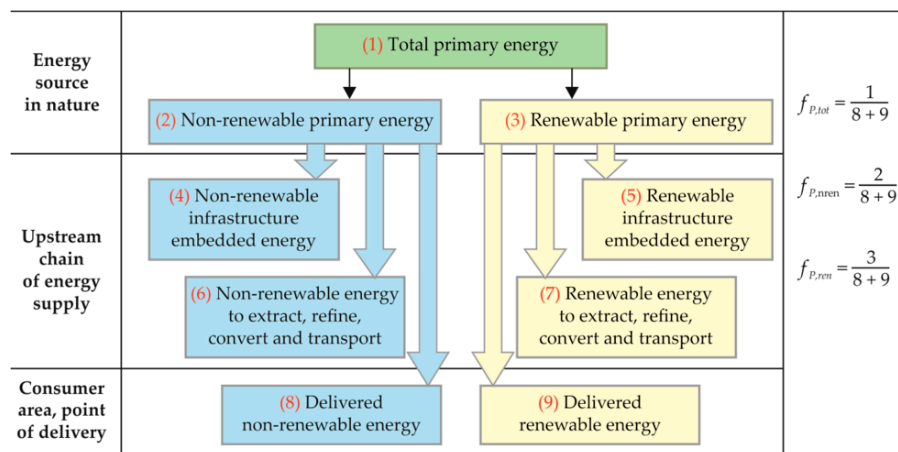 Energy
source
in nature
(1) Total primary energy
(2) Non-renewable primary energy
(3) Renewable primary energy
Upstream
chain
of energy
supply
(4) Non-renewable
infrastructure
embedded energy
(5) Renewable
infrastructure
embedded energy
(6) Non-renewable energy
to extract, refine,
convert and transport
(7) Renewable energy
to extract, refine,
convert and transport
Consumer
area, point
of delivery
(8) Delivered
non-renewable energy
(9) Delivered
renewable energy
f P,tot = 1 / 8 + 9
f P,nren = 2 / 8 + 9
f P,ren = 3 / 8 + 9